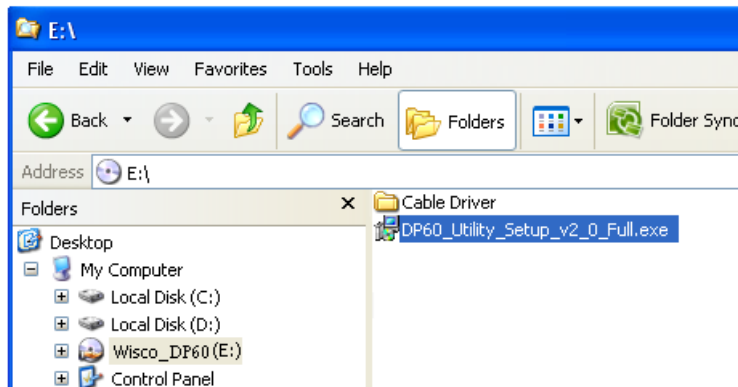 E:\
File Edit View Favorites Tools Help
Back Search Folders Folder Sync
Address E:\
Folders X
Cable Driver
DP60_Utility_Setup_v2_0_Full.exe
Desktop
My Computer
Local Disk (C:)
Local Disk (D:)
Wisco_DP60 (E:)
Control Panel